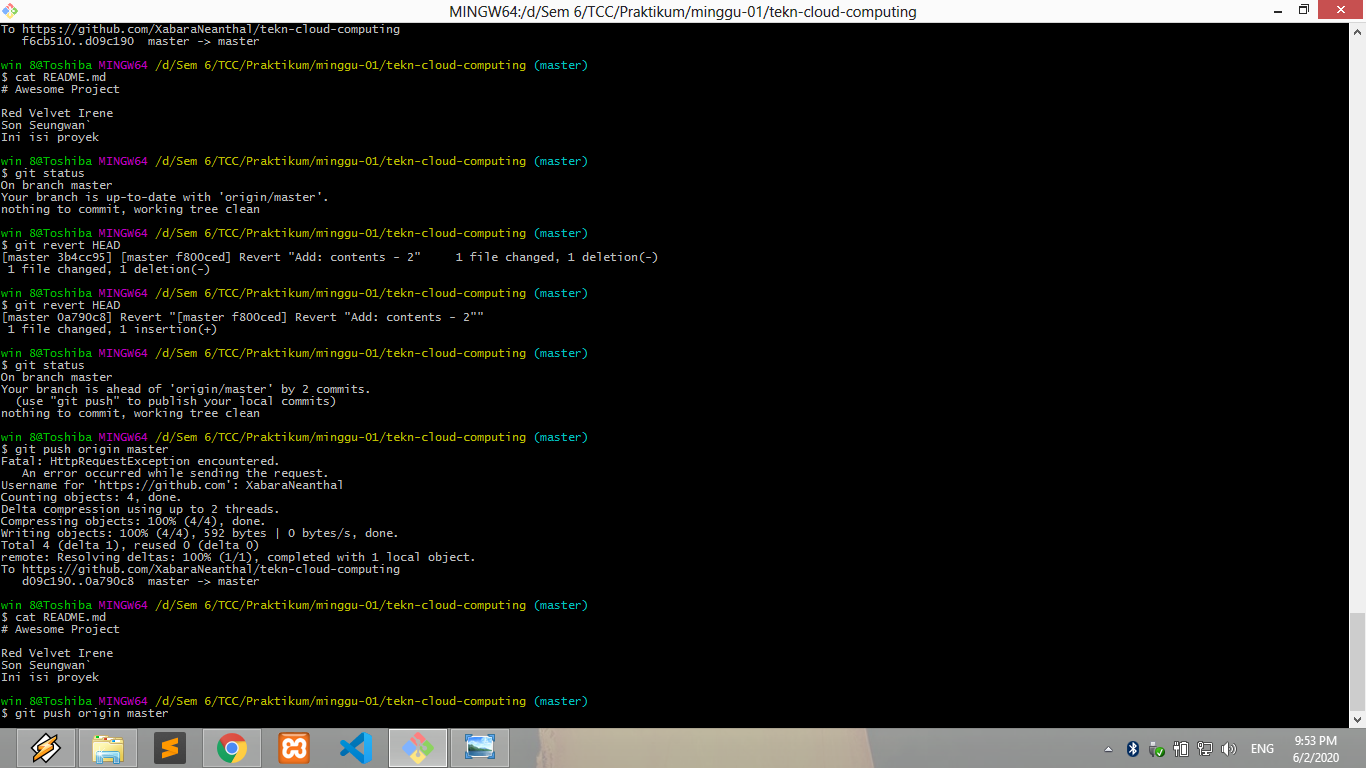 MINGW64:/d/Sem 6/TCC/Praktikum/minggu-01/tekn-cloud-computing
To https://github.com/XabaraNeanthal/tekn-cloud-computing
   f6cb510..d09c190  master -> master

win 8@Toshiba MINGW64 /d/Sem 6/TCC/Praktikum/minggu-01/tekn-cloud-computing (master)
$ cat README.md
# Awesome Project

Red Velvet Irene
Son Seungwan`
Ini isi proyek

win 8@Toshiba MINGW64 /d/Sem 6/TCC/Praktikum/minggu-01/tekn-cloud-computing (master)
$ git status
On branch master
Your branch is up-to-date with 'origin/master'.
nothing to commit, working tree clean

win 8@Toshiba MINGW64 /d/Sem 6/TCC/Praktikum/minggu-01/tekn-cloud-computing (master)
$ git revert HEAD
[master 3b4cc95] [master f800ced] Revert "Add: contents - 2"     1 file changed, 1 deletion(-)
 1 file changed, 1 deletion(-)

win 8@Toshiba MINGW64 /d/Sem 6/TCC/Praktikum/minggu-01/tekn-cloud-computing (master)
$ git revert HEAD
[master 0a790c8] Revert "[master f800ced] Revert "Add: contents - 2""
 1 file changed, 1 insertion(+)

win 8@Toshiba MINGW64 /d/Sem 6/TCC/Praktikum/minggu-01/tekn-cloud-computing (master)
$ git status
On branch master
Your branch is ahead of 'origin/master' by 2 commits.
  (use "git push" to publish your local commits)
nothing to commit, working tree clean

win 8@Toshiba MINGW64 /d/Sem 6/TCC/Praktikum/minggu-01/tekn-cloud-computing (master)
$ git push origin master
Fatal: HttpRequestException encountered.
   An error occurred while sending the request.
Username for 'https://github.com': XabaraNeanthal
Counting objects: 4, done.
Delta compression using up to 2 threads.
Compressing objects: 100% (4/4), done.
Writing objects: 100% (4/4), 592 bytes | 0 bytes/s, done.
Total 4 (delta 1), reused 0 (delta 0)
remote: Resolving deltas: 100% (1/1), completed with 1 local object.
To https://github.com/XabaraNeanthal/tekn-cloud-computing
   d09c190..0a790c8  master -> master

win 8@Toshiba MINGW64 /d/Sem 6/TCC/Praktikum/minggu-01/tekn-cloud-computing (master)
$ cat README.md
# Awesome Project

Red Velvet Irene
Son Seungwan`
Ini isi proyek

win 8@Toshiba MINGW64 /d/Sem 6/TCC/Praktikum/minggu-01/tekn-cloud-computing (master)
$ git push origin master
ENG
9:53 PM
6/2/2020